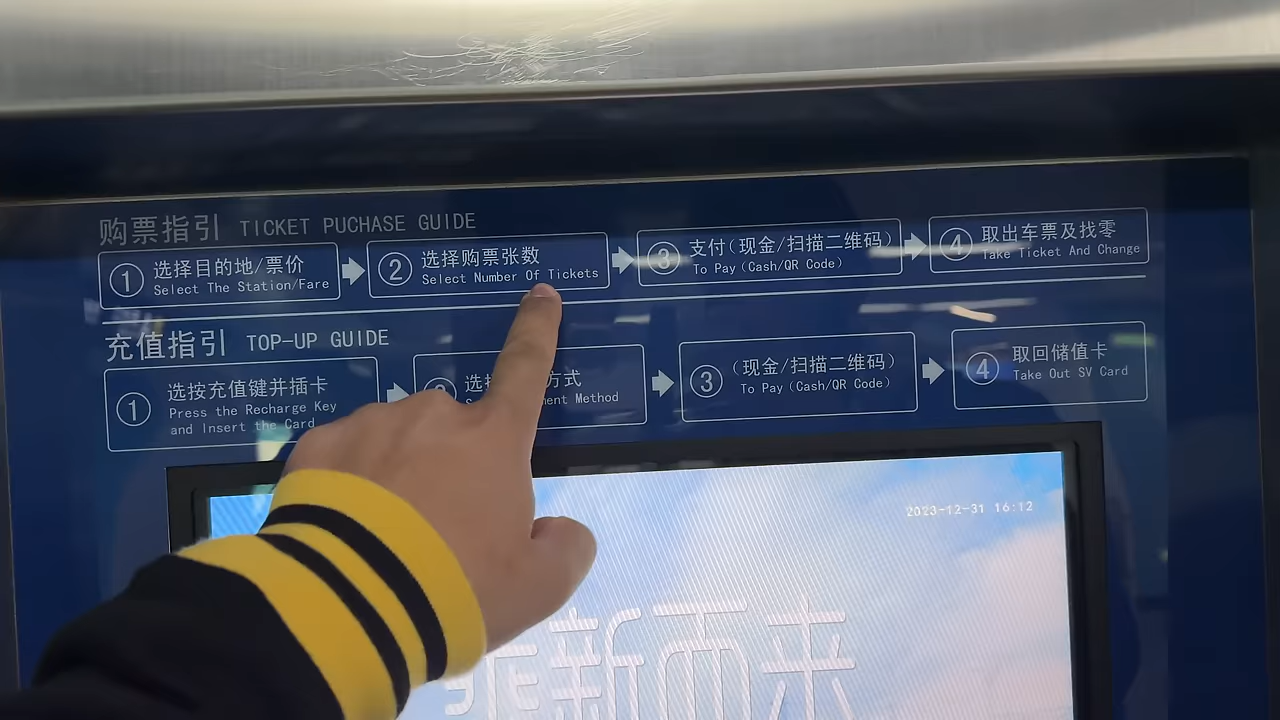 购票指引 TICKET PUCHASE GUIDE
① 选择目的地/票价
Select The Station/Fare
② 选择购票张数
Select Number Of Tickets
③ 支付(现金/扫描二维码)
To Pay(Cash/QR Code)
④ 取出车票及找零
Take Ticket And Change
充值指引 TOP-UP GUIDE
① 选按充值键并插卡
Press the Recharge Key
and Insert the Card
选 方式
Method
③ (现金/扫描二维码)
To Pay(Cash/QR Code)
④ 取回储值卡
Take Out SV Card
2023-12-31 16:12
新而来